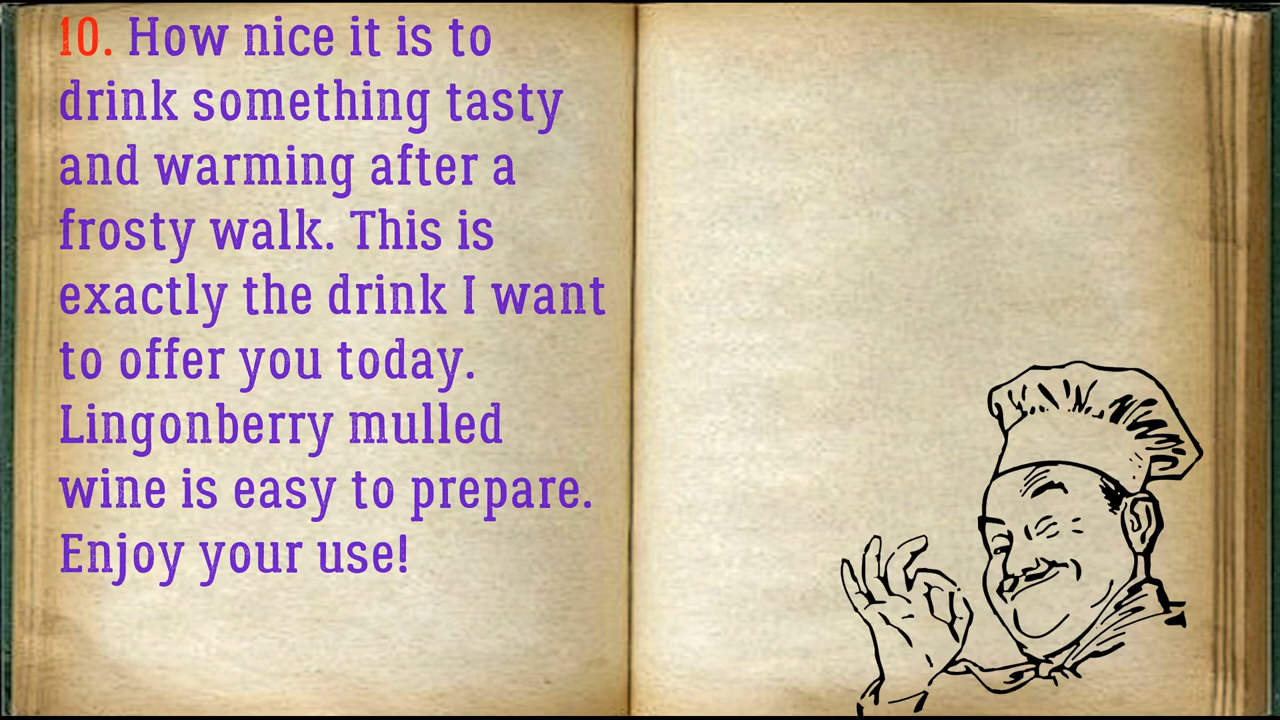 10. How nice it is to
drink something tasty
and warming after a
frosty walk. This is
exactly the drink I want
to offer you today.
Lingonberry mulled
wine is easy to prepare.
Enjoy your use!